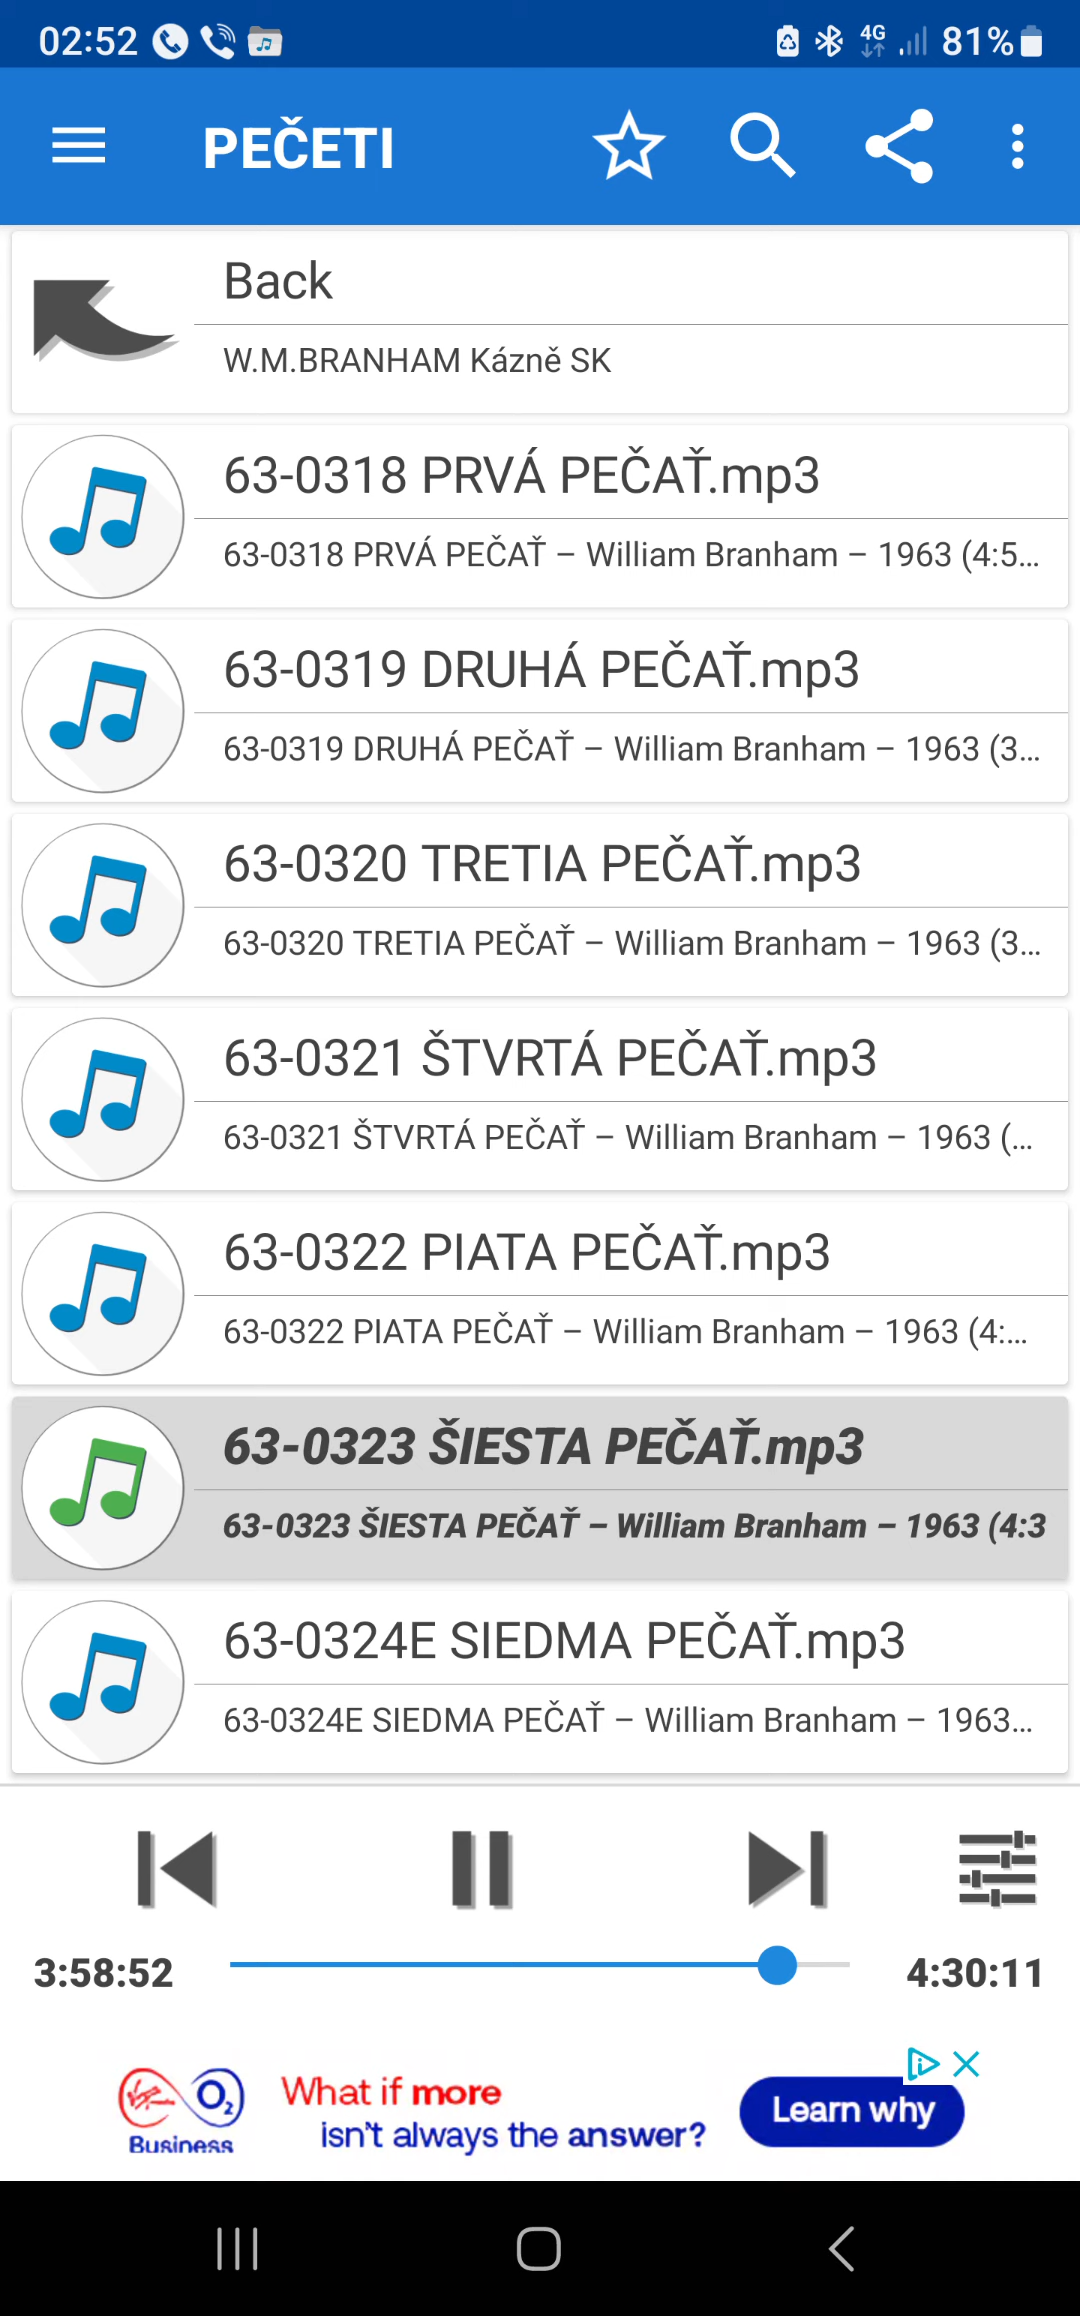 02:52 4G 81%
PEČETI
Back
W.M.BRANHAM Kázně SK
63-0318 PRVÁ PEČAŤ.mp3
63-0318 PRVÁ PEČAŤ – William Branham – 1963 (4:5...
63-0319 DRUHÁ PEČAŤ.mp3
63-0319 DRUHÁ PEČAŤ – William Branham – 1963 (3...
63-0320 TRETIA PEČAŤ.mp3
63-0320 TRETIA PEČAŤ – William Branham – 1963 (3...
63-0321 ŠTVRTÁ PEČAŤ.mp3
63-0321 ŠTVRTÁ PEČAŤ – William Branham – 1963 (...
63-0322 PIATA PEČAŤ.mp3
63-0322 PIATA PEČAŤ – William Branham – 1963 (4:...
63-0323 ŠIESTA PEČAŤ.mp3
63-0323 ŠIESTA PEČAŤ – William Branham – 1963 (4:3
63-0324E SIEDMA PEČAŤ.mp3
63-0324E SIEDMA PEČAŤ – William Branham – 1963...
3:58:52 4:30:11
Virgin O2 Business
What if more
isn't always the answer?
Learn why